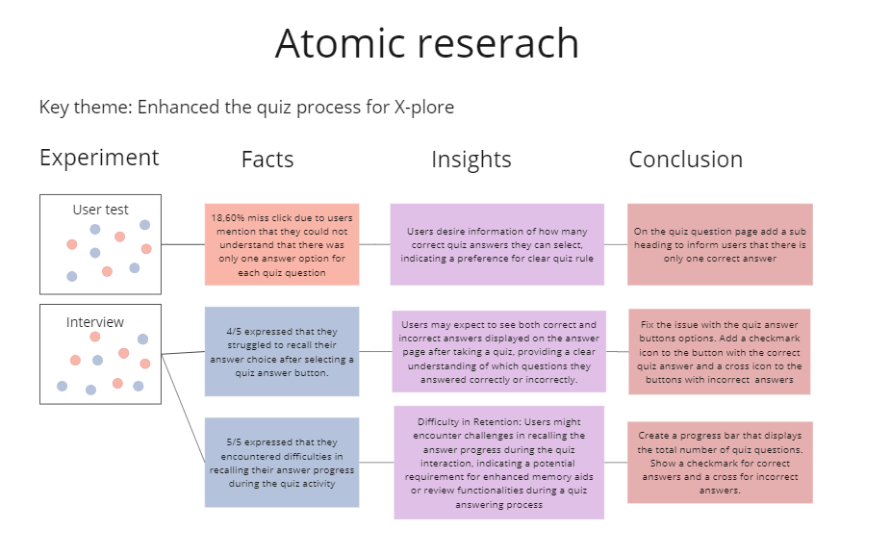 Atomic reserach
Key theme: Enhanced the quiz process for X-plore
Experiment
Facts
Insights
Conclusion
User test
18,60% miss click due to users
mention that they could not
understand that there was
only one answer option for
each quiz question
Users desire information of how many
correct quiz answers they can select,
indicating a preference for clear quiz rule
On the quiz question page add a sub
heading to inform users that there is
only one correct answer
Interview
4/5 expressed that they
struggled to recall their
answer choice after selecting a
quiz answer button.
Users may expect to see both correct and
incorrect answers displayed on the answer
page after taking a quiz, providing a clear
understanding of which questions they
answered correctly or incorrectly.
Fix the issue with the quiz answer
buttons options. Add a checkmark
icon to the button with the correct
quiz answer and a cross icon to the
buttons with incorrect answers
5/5 expressed that they
encountered difficulties in
recalling their answer progress
during the quiz activity
Difficulty in Retention: Users might
encounter challenges in recalling the
answer progress during the quiz
interaction, indicating a potential
requirement for enhanced memory aids
or review functionalities during a quiz
answering process
Create a progress bar that displays
the total number of quiz questions.
Show a checkmark for correct
answers and a cross for incorrect
answers.